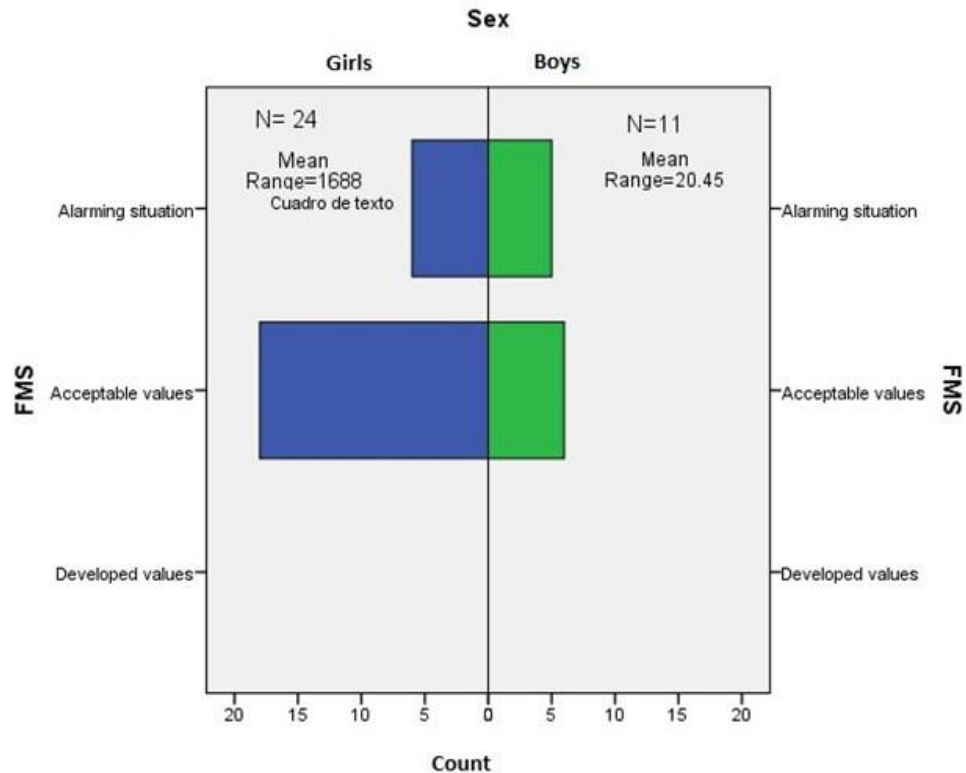 Sex
Girls
Boys
N= 24
Mean
Range=1688
Cuadro de texto
N=11
Mean
Range=20.45
FMS
Alarming situation
Acceptable values
Developed values
Alarming situation
Acceptable values
Developed values
FMS
20 15 10 5 0 5 10 15 20
Count